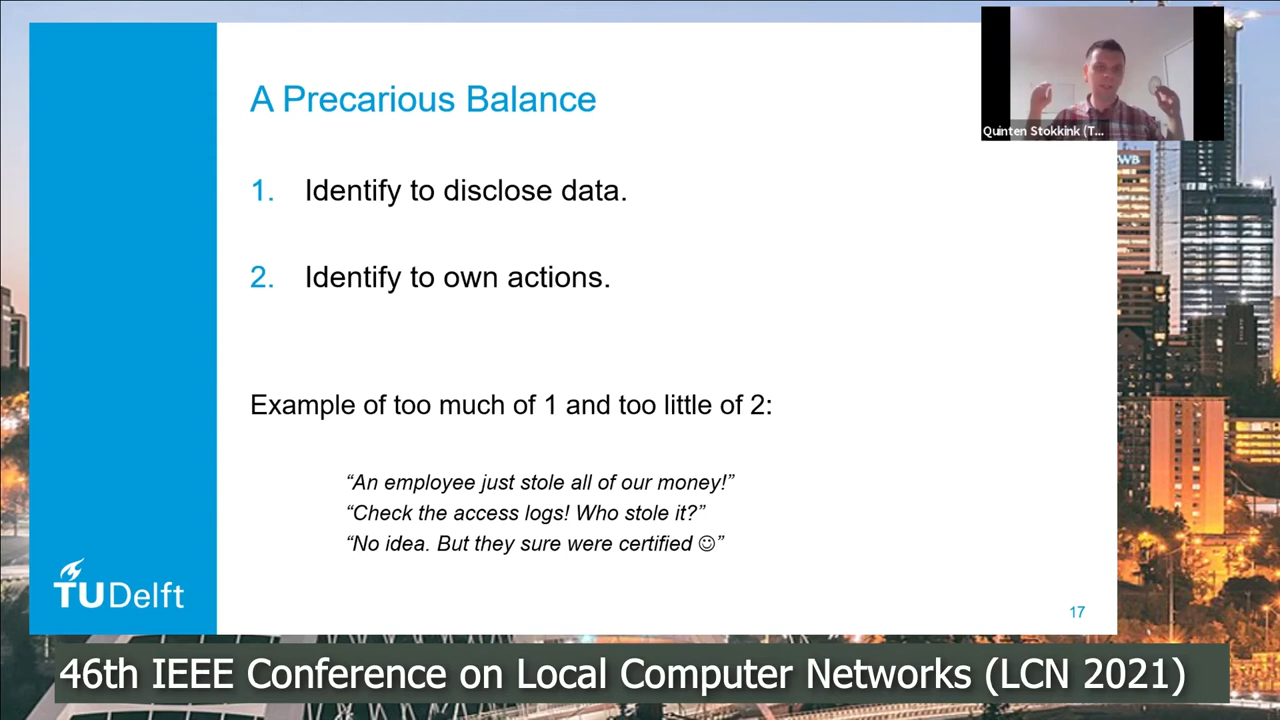 A Precarious Balance
Quinten Stokkink (T...
WB
1. Identify to disclose data.
2. Identify to own actions.
Example of too much of 1 and too little of 2:
“An employee just stole all of our money!”
“Check the access logs! Who stole it?”
“No idea. But they sure were certified ☺”
TUDelft
17
46th IEEE Conference on Local Computer Networks (LCN 2021)